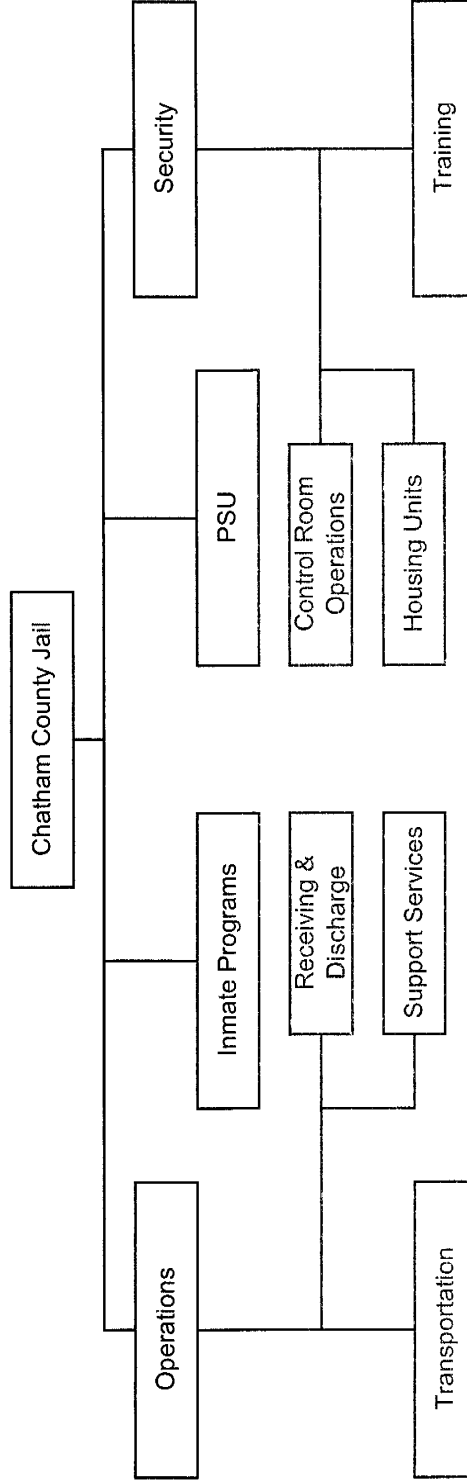 Chatham County Jail
Operations
Inmate Programs
PSU
Security
Receiving &
Discharge
Control Room
Operations
Support Services
Housing Units
Transportation
Training